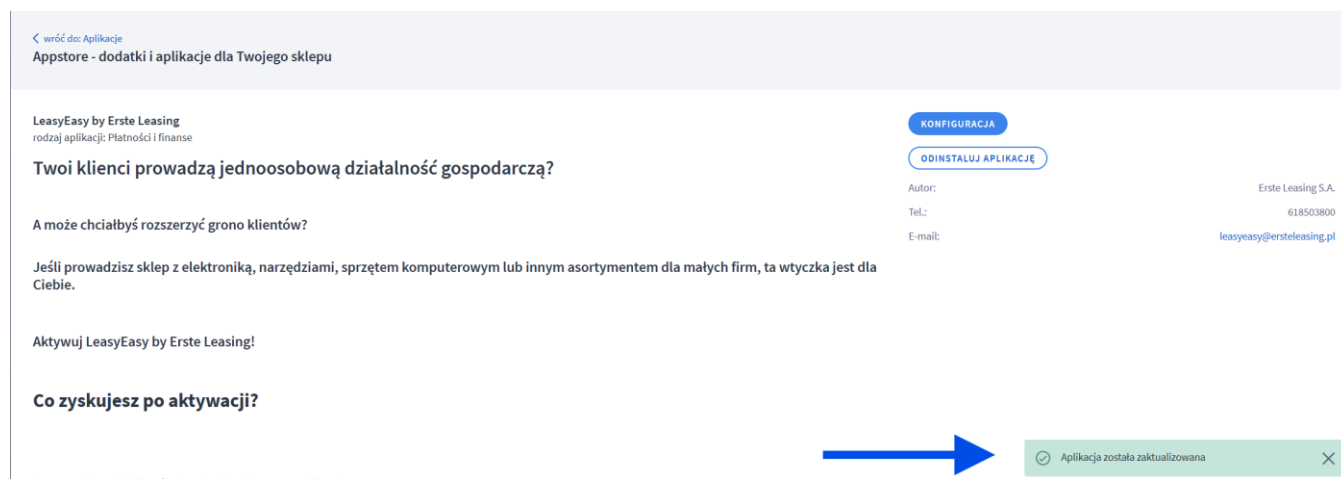 wróć do: Aplikacje
Appstore - dodatki i aplikacje dla Twojego sklepu
LeasyEasy by Erste Leasing
rodzaj aplikacji: Płatności i finanse
Twoi klienci prowadzą jednoosobową działalność gospodarczą?
A może chciałbyś rozszerzyć grono klientów?
Jeśli prowadzisz sklep z elektroniką, narzędziami, sprzętem komputerowym lub innym asortymentem dla małych firm, ta wtyczka jest dla
Ciebie.
Aktywuj LeasyEasy by Erste Leasing!
Co zyskujesz po aktywacji?
KONFIGURACJA
ODINSTALUJ APLIKACJĘ
Autor: Erste Leasing S.A.
Tel.: 618503800
E-mail: leasyeasy@ersteleasing.pl
Aplikacja została zaktualizowana